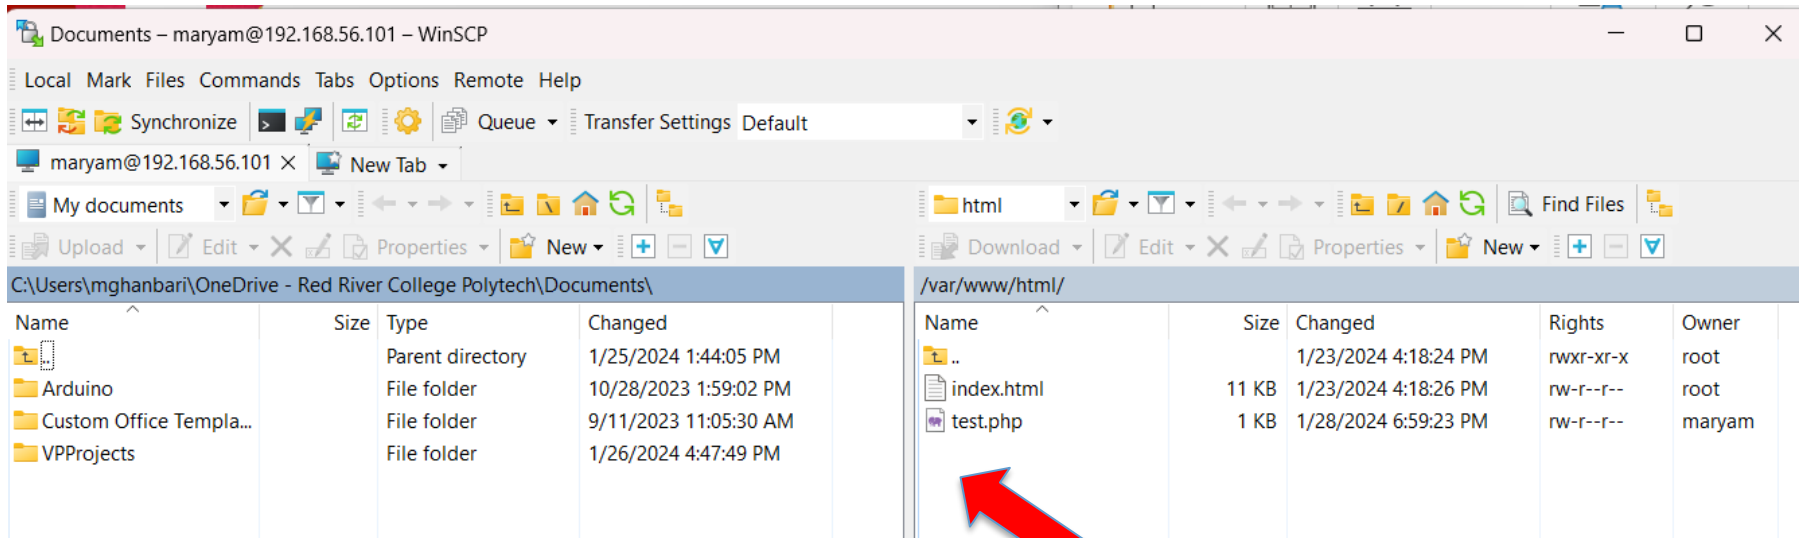 Documents – maryam@192.168.56.101 – WinSCP
Local Mark Files Commands Tabs Options Remote Help
Synchronize Queue Transfer Settings Default
maryam@192.168.56.101 New Tab
My documents html Find Files
Upload Edit Properties New Download Edit Properties New
C:\Users\mghanbari\OneDrive - Red River College Polytech\Documents\ /var/www/html/
Name Size Type Changed Name Size Changed Rights Owner
.. Parent directory 1/25/2024 1:44:05 PM .. 1/23/2024 4:18:24 PM rwxr-xr-x root
Arduino File folder 10/28/2023 1:59:02 PM index.html 11 KB 1/23/2024 4:18:26 PM rw-r--r-- root
Custom Office Templa... File folder 9/11/2023 11:05:30 AM test.php 1 KB 1/28/2024 6:59:23 PM rw-r--r-- maryam
VPProjects File folder 1/26/2024 4:47:49 PM